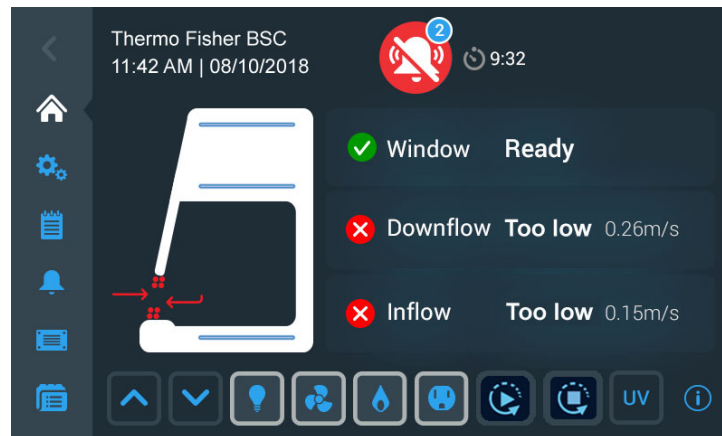 Thermo Fisher BSC
11:42 AM | 08/10/2018
2
9:32
Window Ready
Downflow Too low 0.26m/s
Inflow Too low 0.15m/s
UV
i